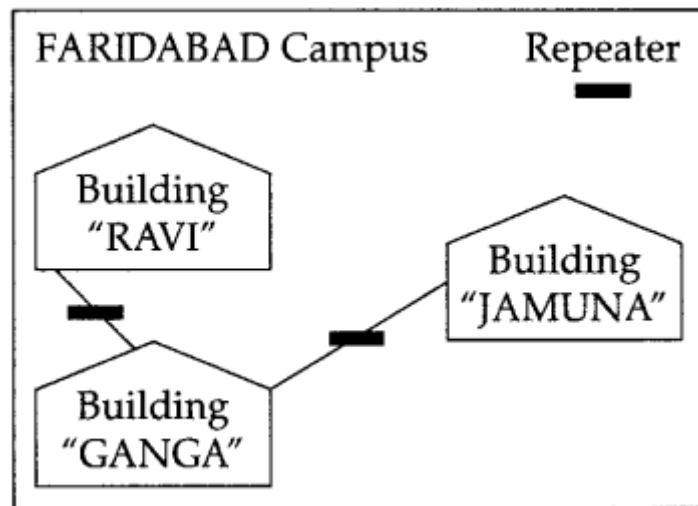 FARIDABAD Campus
Repeater
Building
"RAVI"
Building
"JAMUNA"
Building
"GANGA"